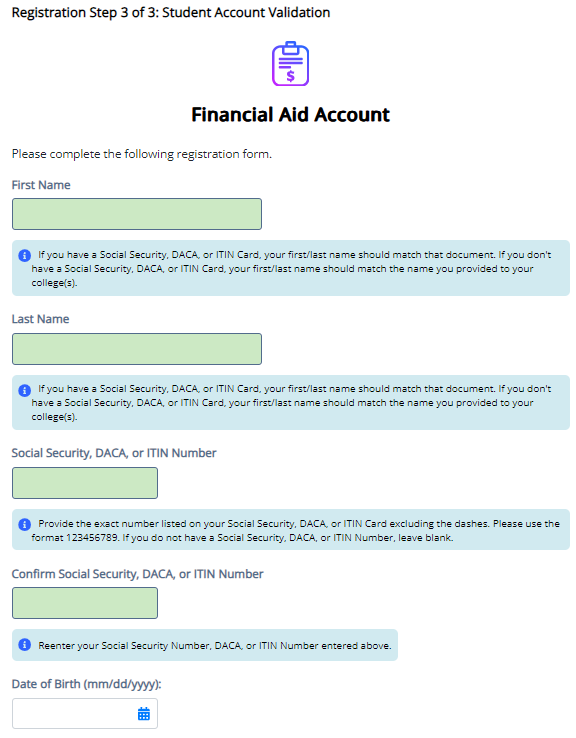 Registration Step 3 of 3: Student Account Validation
$
Financial Aid Account
Please complete the following registration form.
First Name
If you have a Social Security, DACA, or ITIN Card, your first/last name should match that document. If you don't
have a Social Security, DACA, or ITIN Card, your first/last name should match the name you provided to your
college(s).
Last Name
If you have a Social Security, DACA, or ITIN Card, your first/last name should match that document. If you don't
have a Social Security, DACA, or ITIN Card, your first/last name should match the name you provided to your
college(s).
Social Security, DACA, or ITIN Number
Provide the exact number listed on your Social Security, DACA, or ITIN Card excluding the dashes. Please use the
format 123456789. If you do not have a Social Security, DACA, or ITIN Number, leave blank.
Confirm Social Security, DACA, or ITIN Number
Reenter your Social Security Number, DACA, or ITIN Number entered above.
Date of Birth (mm/dd/yyyy):